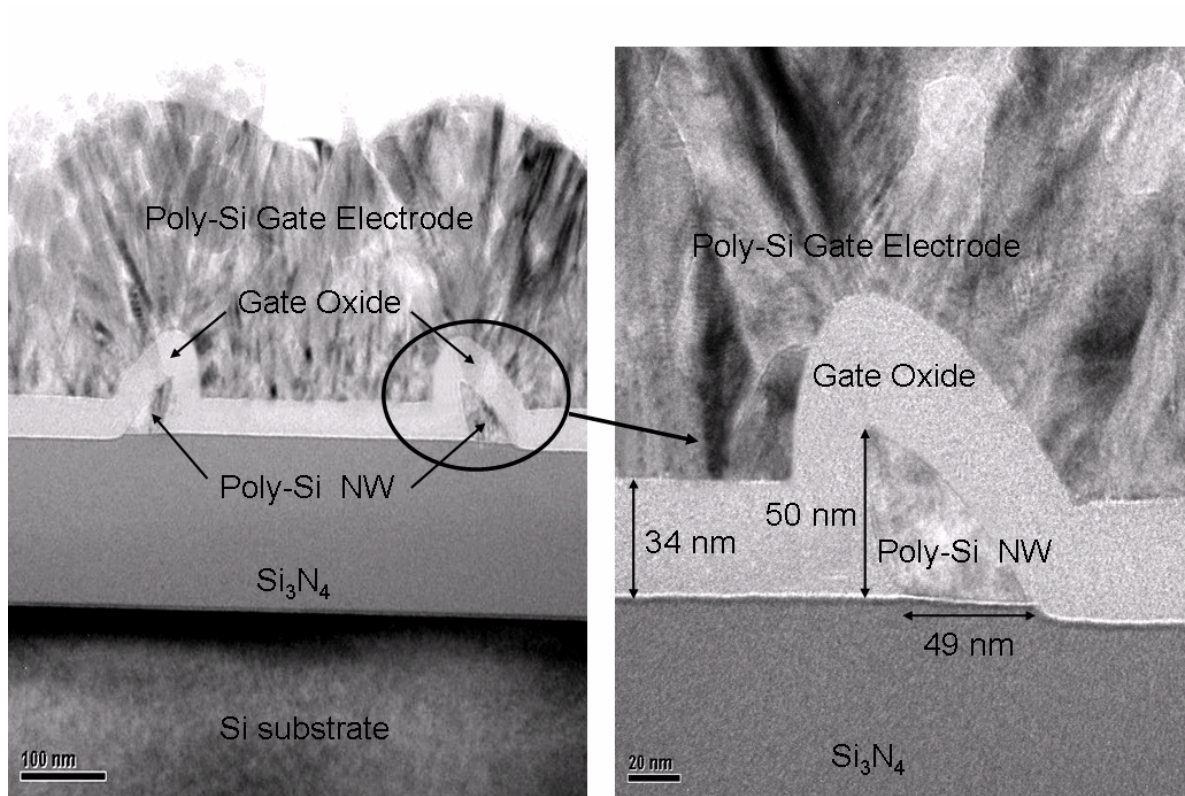 Poly-Si Gate Electrode
Gate Oxide
Poly-Si NW
Si₃N₄
Si substrate
100 nm
Poly-Si Gate Electrode
Gate Oxide
50 nm
34 nm
Poly-Si NW
49 nm
Si₃N₄
20 nm